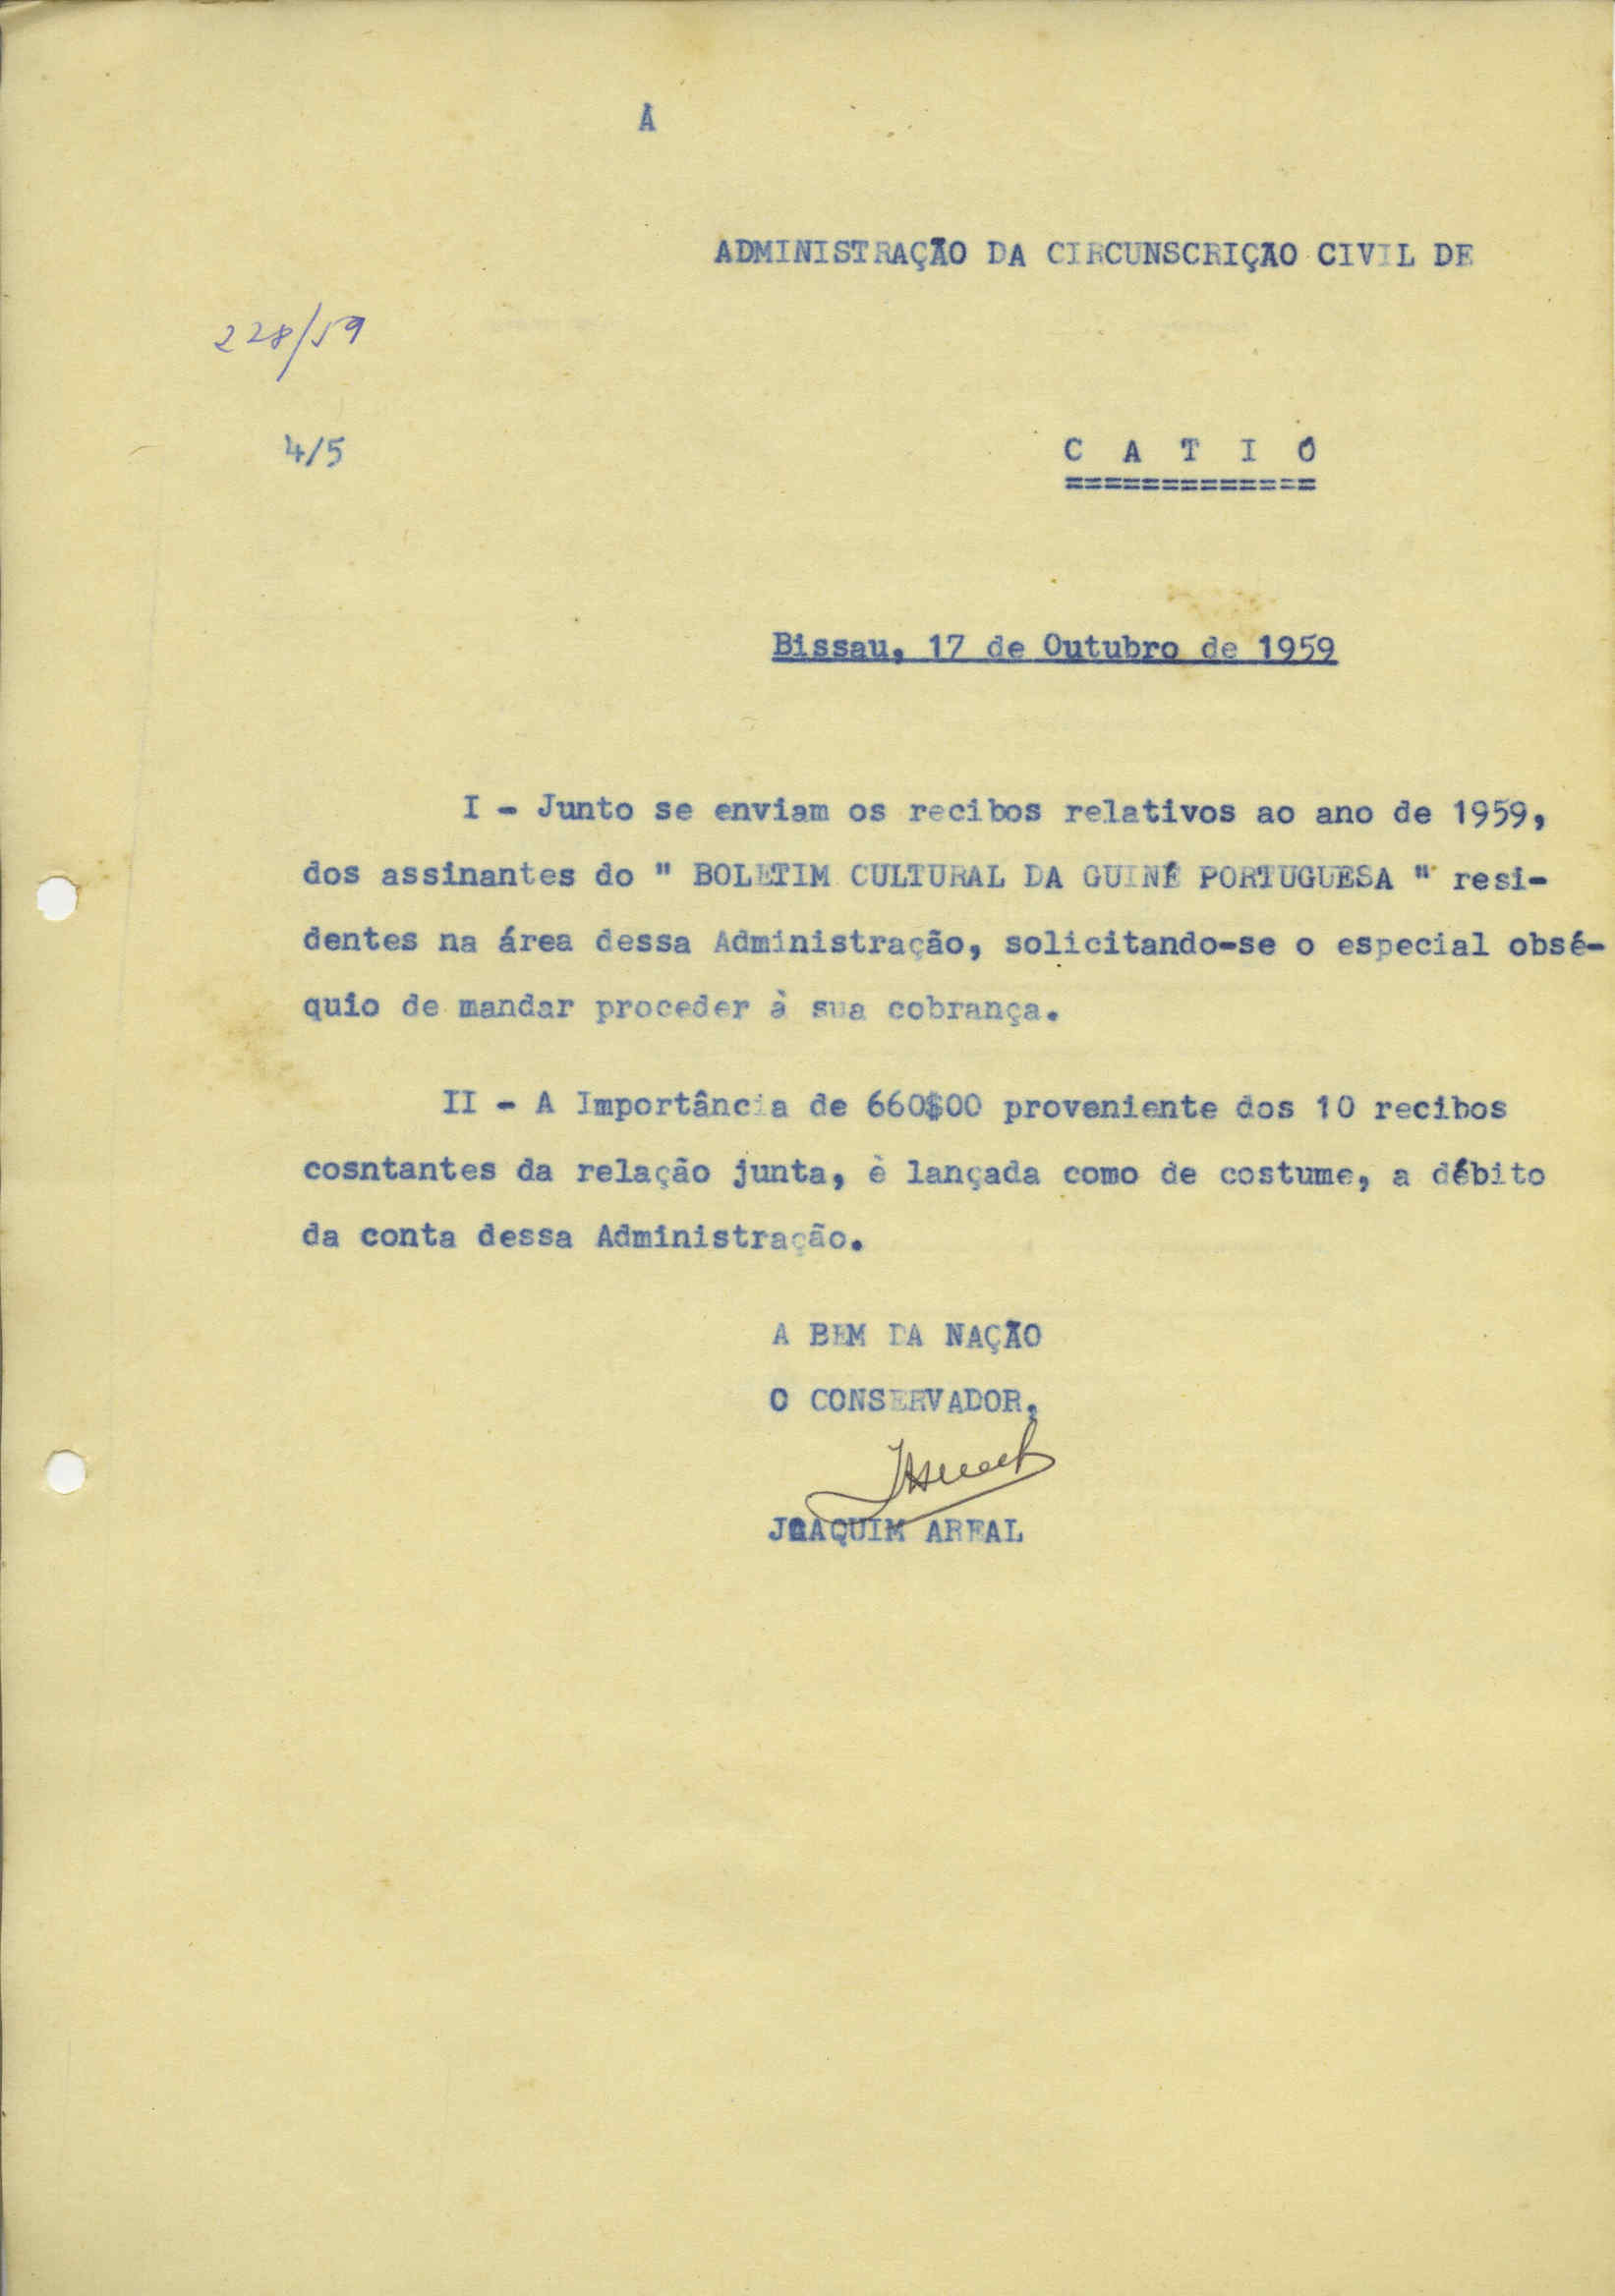 À
ADMINISTRAÇÃO DA CIRCUNSCRIÇÃO CIVIL DE
228/59
4/5
C A T I Ó
=============
Bissau, 17 de Outubro de 1959
I - Junto se enviam os recibos relativos ao ano de 1959,
dos assinantes do " BOLETIM CULTURAL DA GUINÉ PORTUGUESA " resi-
dentes na área dessa Administração, solicitando-se o especial obsé-
quio de mandar proceder à sua cobrança.
II - A Importância de 660$00 proveniente dos 10 recibos
cosntantes da relação junta, è lançada como de costume, a débito
da conta dessa Administração.
A BEM DA NAÇÃO
O CONSERVADOR,
JOAQUIM AREAL